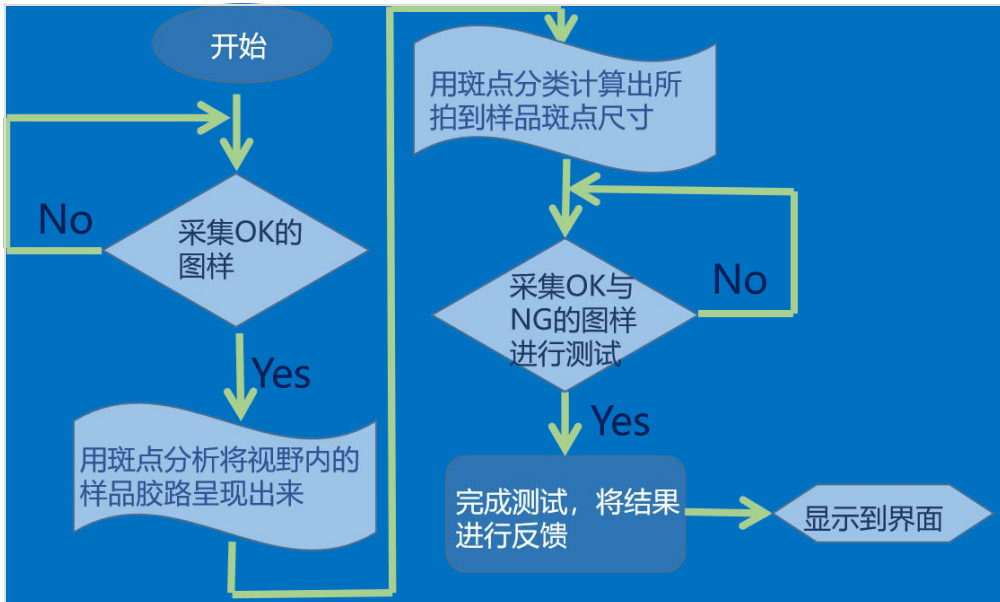 开始
No
采集OK的
图样
Yes
用斑点分析将视野内的
样品胶路呈现出来
用斑点分类计算出所
拍到样品斑点尺寸
采集OK与
NG的图样
进行测试
No
Yes
完成测试，将结果
进行反馈
显示到界面